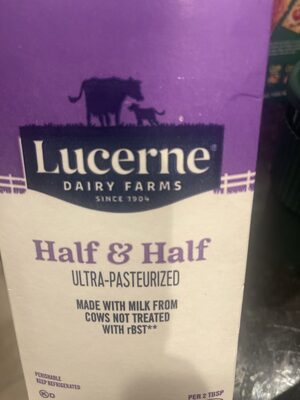 Lucerne®
DAIRY FARMS
SINCE 1904
Half & Half
ULTRA-PASTEURIZED
MADE WITH MILK FROM
COWS NOT TREATED
WITH rBST**
PERISHABLE
KEEP REFRIGERATED
PER 2 TBSP
K D